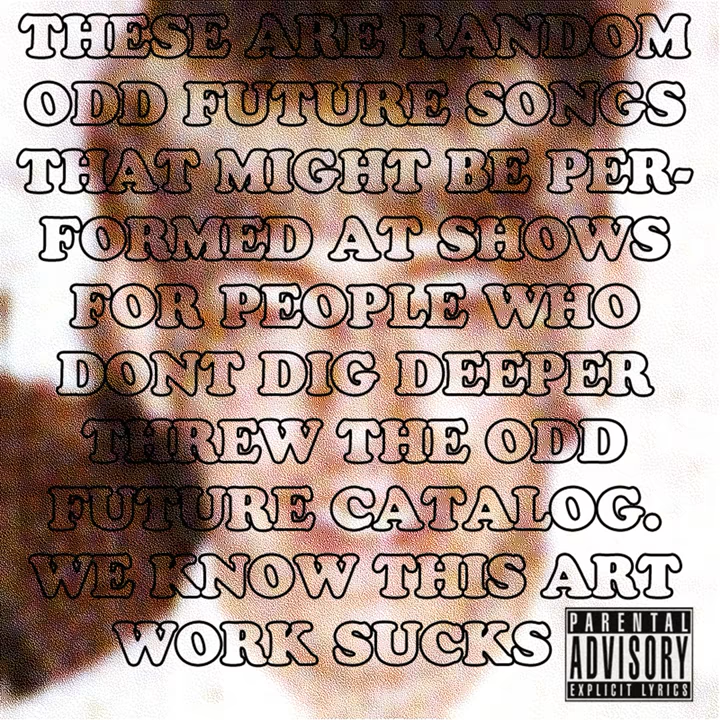 THESE ARE RANDOM
ODD FUTURE SONGS
THAT MIGHT BE PER-
FORMED AT SHOWS
FOR PEOPLE WHO
DONT DIG DEEPER
THREW THE ODD
FUTURE CATALOG.
WE KNOW THIS ART
WORK SUCKS
PARENTAL
ADVISORY
EXPLICIT LYRICS